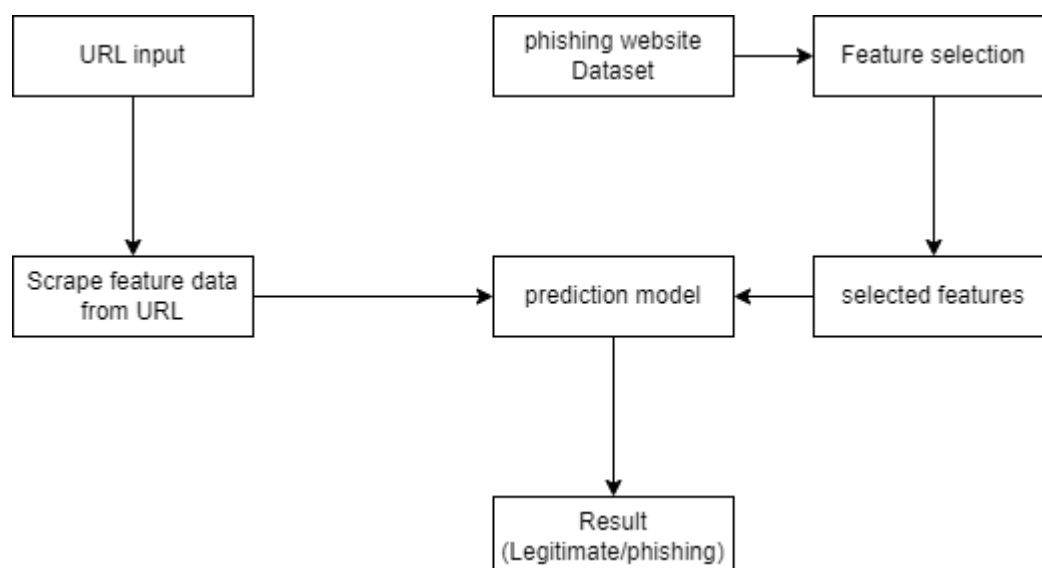 URL input
phishing website
Dataset
Feature selection
Scrape feature data
from URL
prediction model
selected features
Result
(Legitimate/phishing)